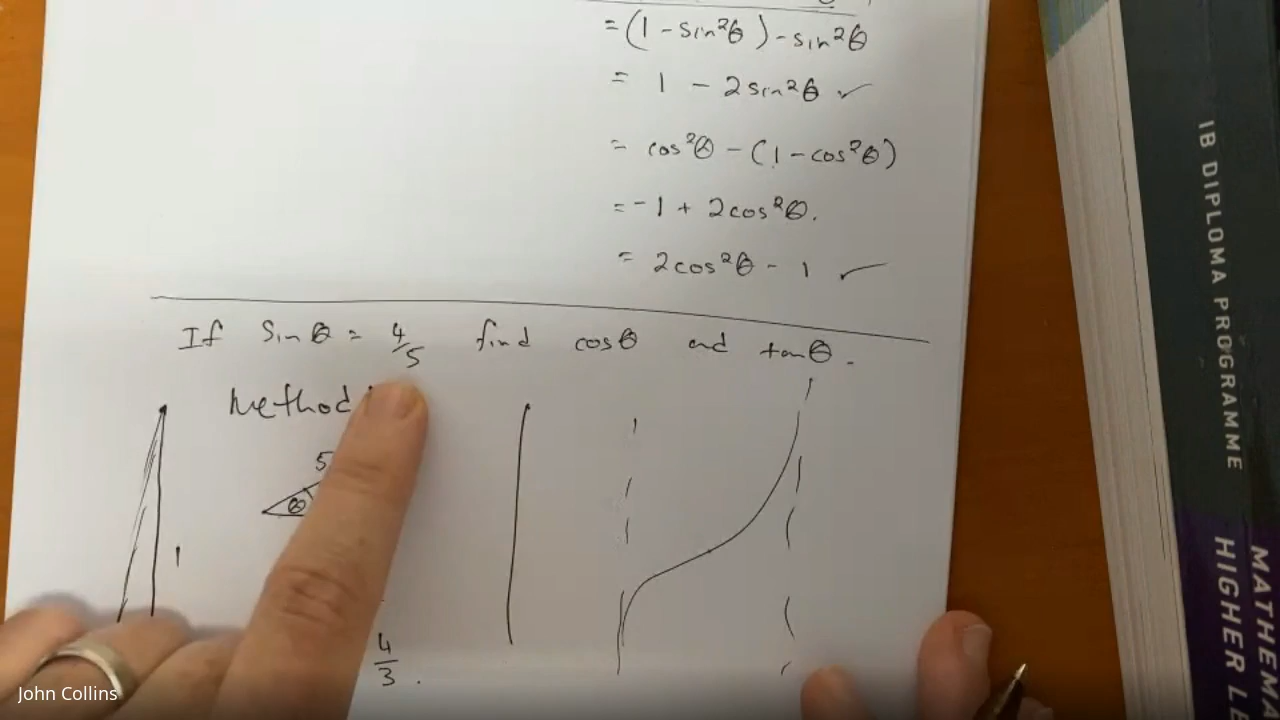 = (1 - sin²θ) - sin²θ
= 1 - 2sin²θ ✓
= cos²θ - (1 - cos²θ)
= -1 + 2cos²θ.
= 2cos²θ - 1 ✓
If sinθ = 4/5 find cosθ and tanθ.
Method
5
θ
4/3.
IB DIPLOMA PROGRAMME
MATHEMA
HIGHER LE
John Collins